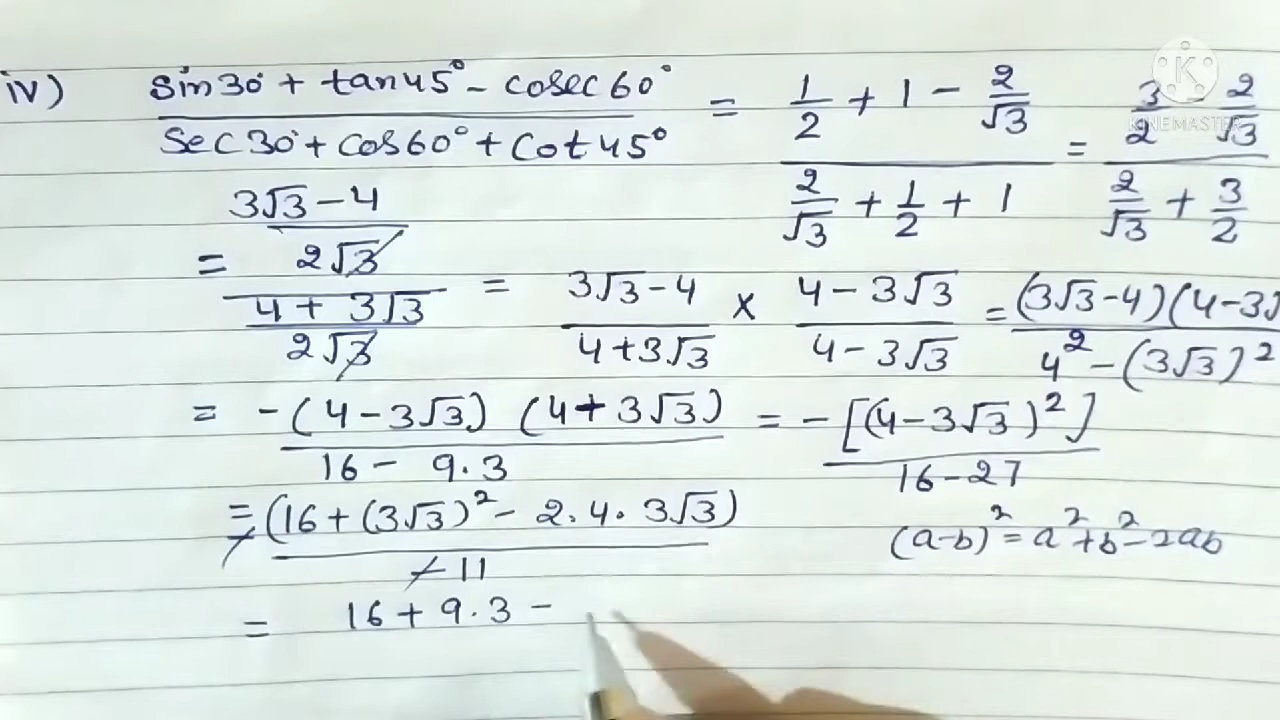 iv) sin30° + tan45° - cosec60° / sec30° + cos60° + cot45° = 1/2 + 1 - 2/√3 / 2/√3 + 1/2 + 1 = 3/2 - 2/√3 / 2/√3 + 3/2
= 3√3 - 4 / 2√3 / 4 + 3√3 / 2√3 = 3√3 - 4 / 4 + 3√3 × 4 - 3√3 / 4 - 3√3 = (3√3 - 4)(4 - 3√ / 4² - (3√3)²
= -(4 - 3√3) (4 + 3√3) / 16 - 9.3 = -[(4 - 3√3)²] / 16 - 27
= -(16 + (3√3)² - 2.4.3√3) / -11
(a-b)² = a² + b² - 2ab
= 16 + 9.3 -
KINEMASTER